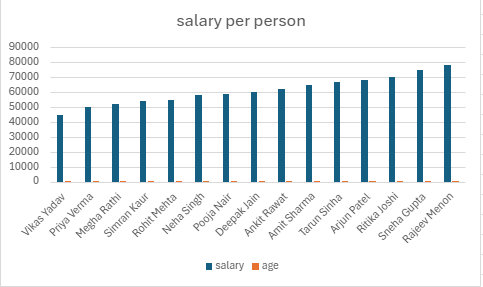 salary per person
90000
80000
70000
60000
50000
40000
30000
20000
10000
0
Vikas Yadav
Priya Verma
Megha Rathi
Simran Kaur
Rohit Mehta
Neha Singh
Pooja Nair
Deepak Jain
Ankit Rawat
Amit Sharma
Tarun Sinha
Arjun Patel
Ritika Joshi
Sneha Gupta
Rajeev Menon
salary age